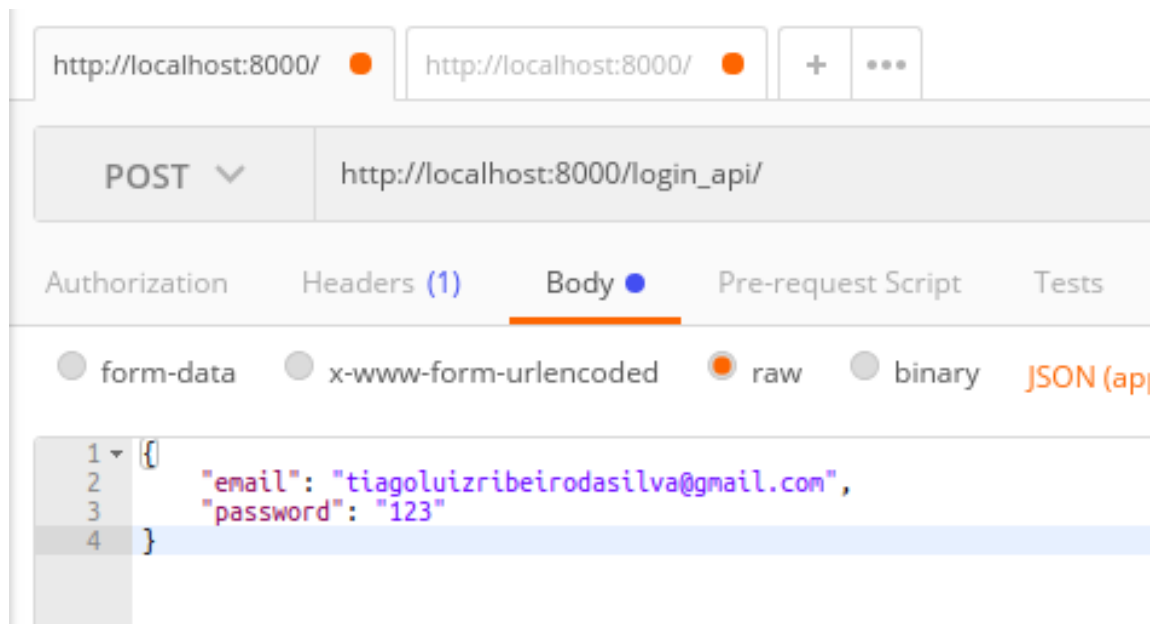 http://localhost:8000/ http://localhost:8000/ + •••
POST http://localhost:8000/login_api/
Authorization Headers (1) Body Pre-request Script Tests
form-data x-www-form-urlencoded raw binary JSON (app
1 {
2 "email": "tiagoluizribeirodasilva@gmail.com",
3 "password": "123"
4 }